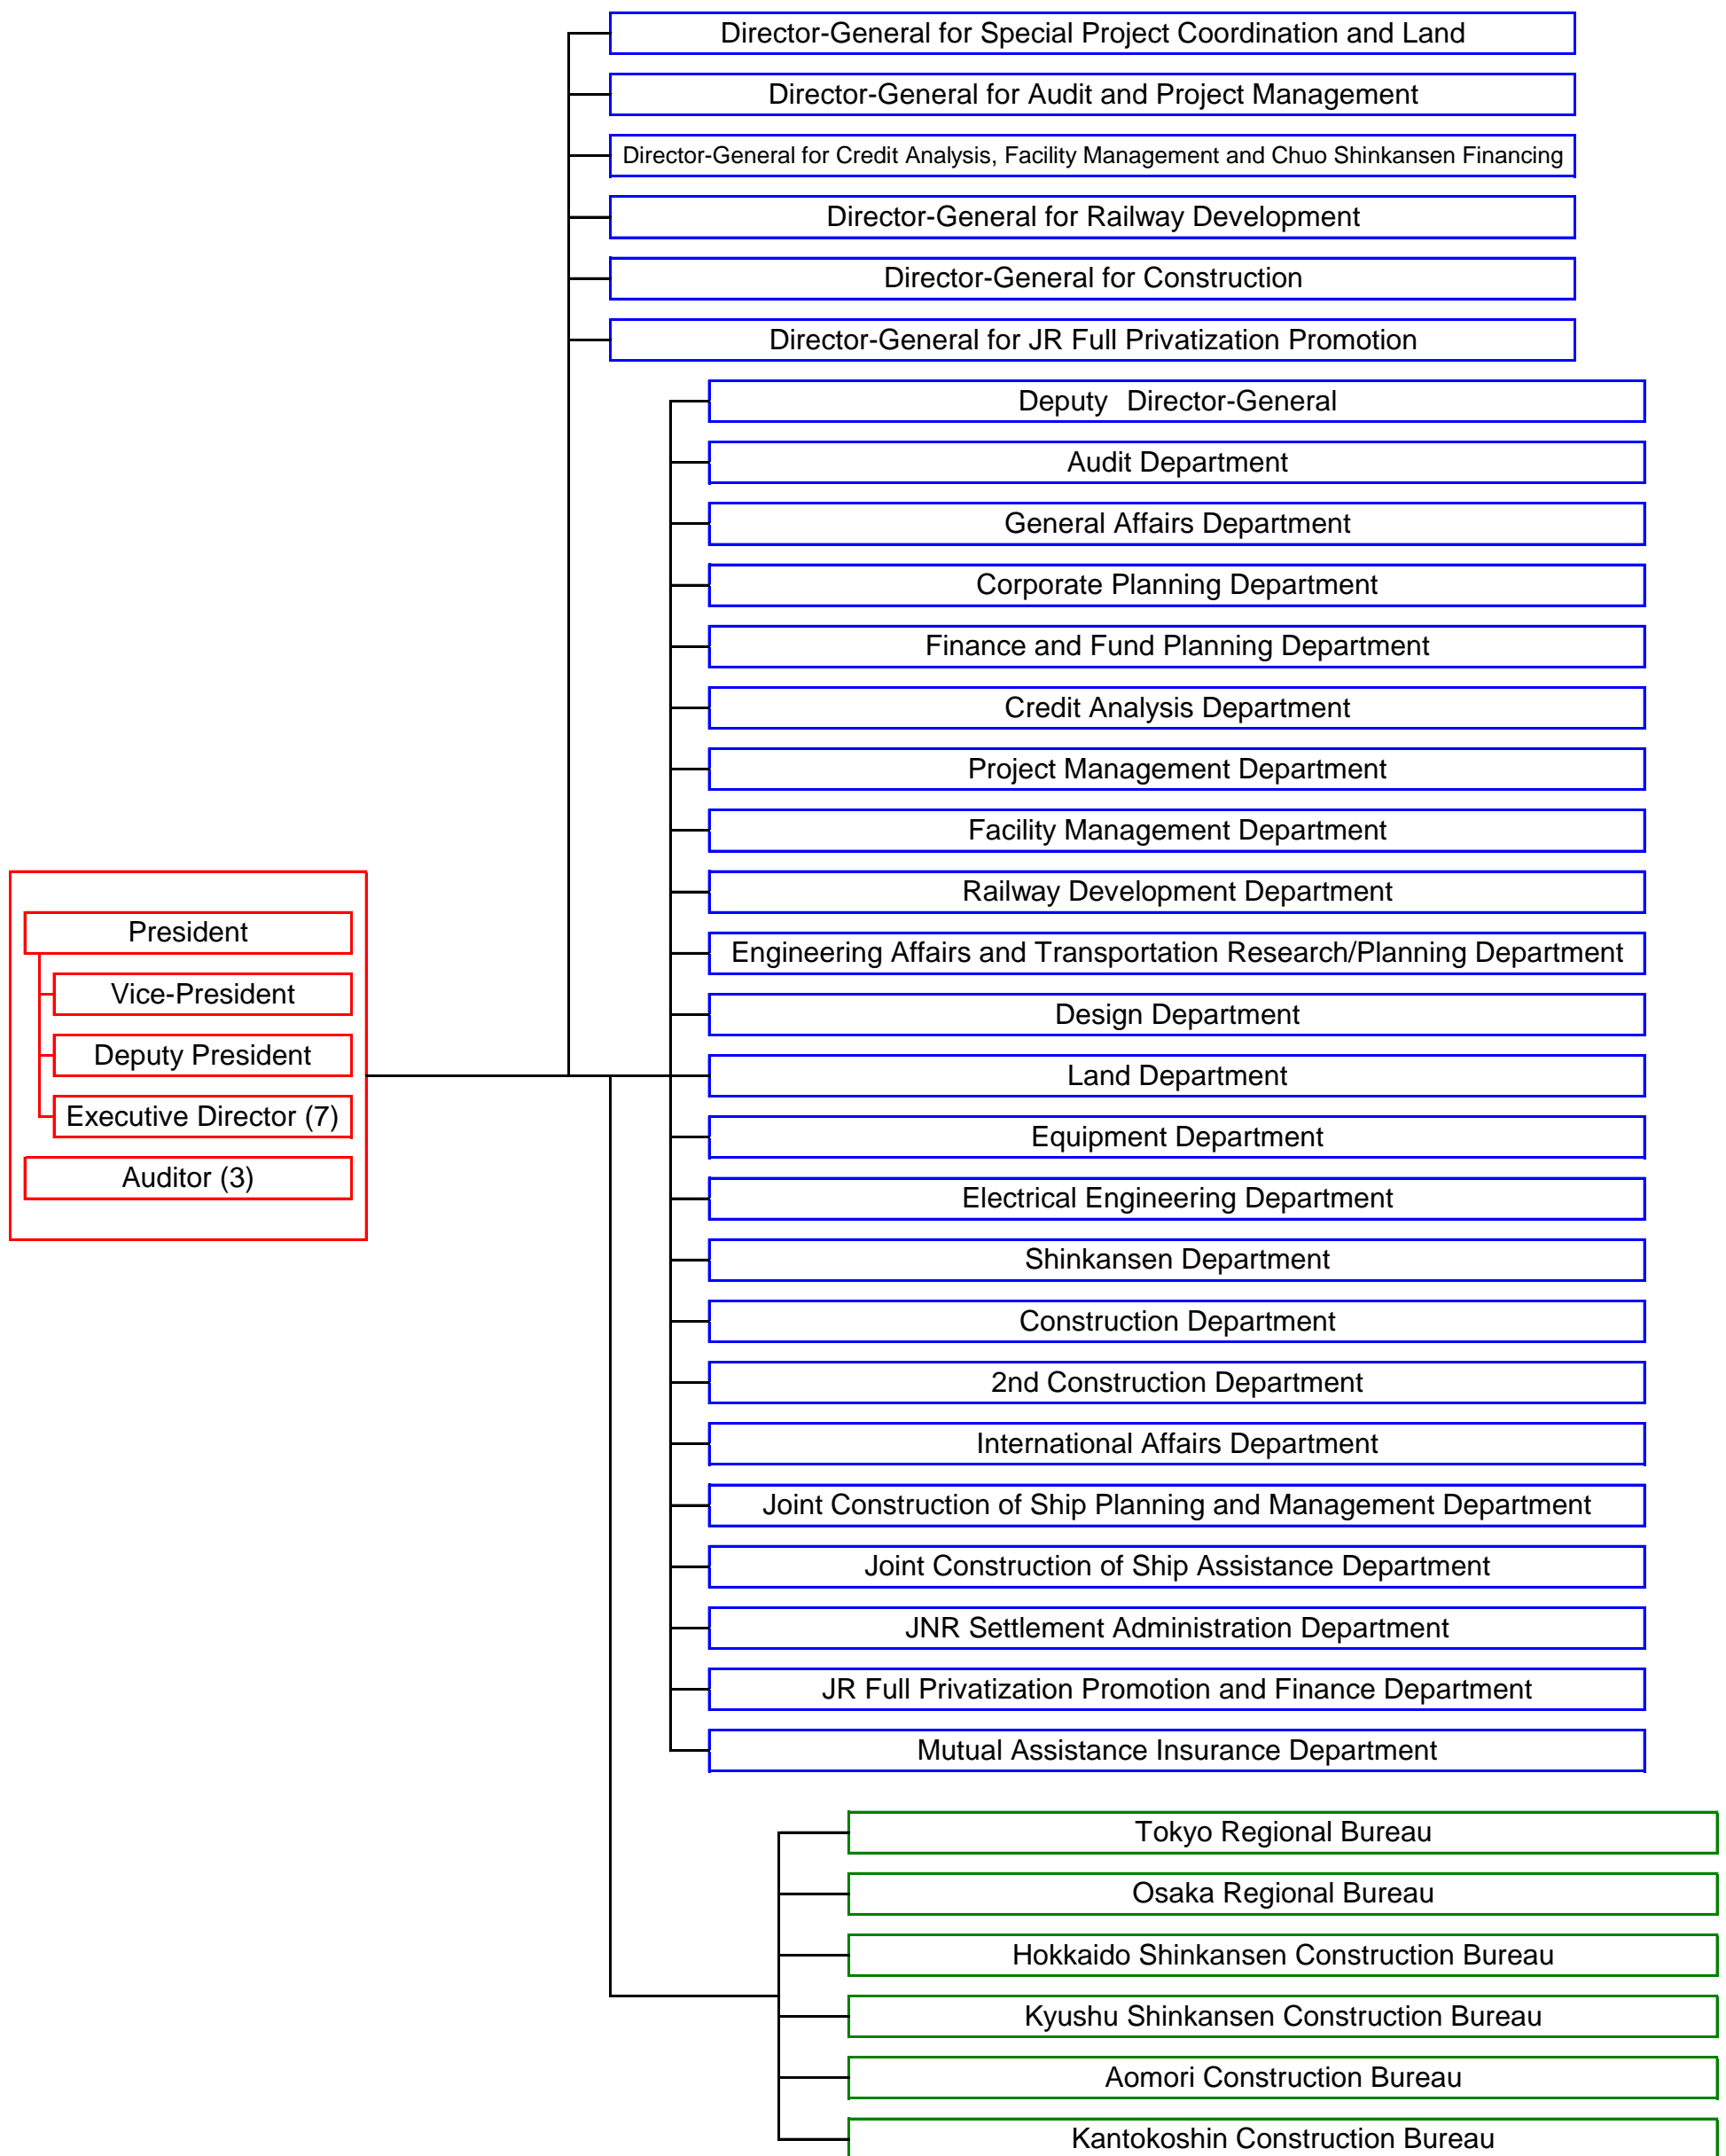 Director-General for Special Project Coordination and Land
Director-General for Audit and Project Management
Director-General for Credit Analysis, Facility Management and Chuo Shinkansen Financing
Director-General for Railway Development
Director-General for Construction
Director-General for JR Full Privatization Promotion
Deputy Director-General
Audit Department
General Affairs Department
Corporate Planning Department
Finance and Fund Planning Department
Credit Analysis Department
Project Management Department
Facility Management Department
Railway Development Department
President
Engineering Affairs and Transportation Research/Planning Department
Vice-President
Design Department
Deputy President
Land Department
Executive Director (7)
Equipment Department
Auditor (3)
Electrical Engineering Department
Shinkansen Department
Construction Department
2nd Construction Department
International Affairs Department
Joint Construction of Ship Planning and Management Department
Joint Construction of Ship Assistance Department
JNR Settlement Administration Department
JR Full Privatization Promotion and Finance Department
Mutual Assistance Insurance Department
Tokyo Regional Bureau
Osaka Regional Bureau
Hokkaido Shinkansen Construction Bureau
Kyushu Shinkansen Construction Bureau
Aomori Construction Bureau
Kantokoshin Construction Bureau